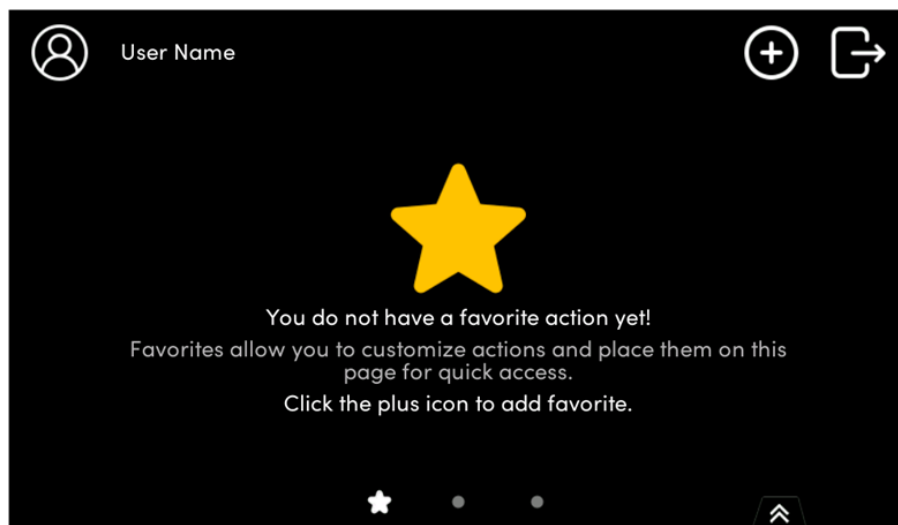 User Name
You do not have a favorite action yet!
Favorites allow you to customize actions and place them on this
page for quick access.
Click the plus icon to add favorite.